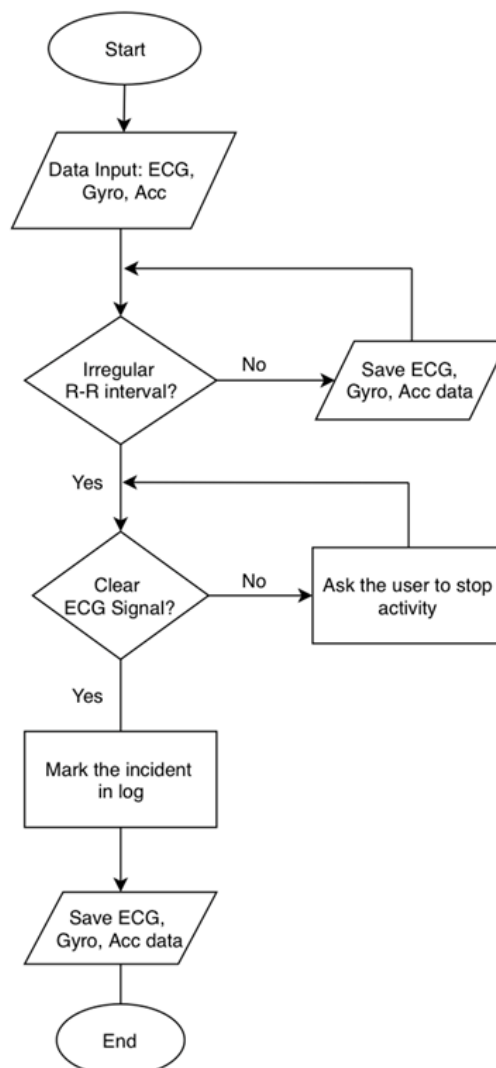 Start
Data Input: ECG,
Gyro, Acc
Irregular
R-R interval?
No
Save ECG,
Gyro, Acc data
Yes
Clear
ECG Signal?
No
Ask the user to stop
activity
Yes
Mark the incident
in log
Save ECG,
Gyro, Acc data
End